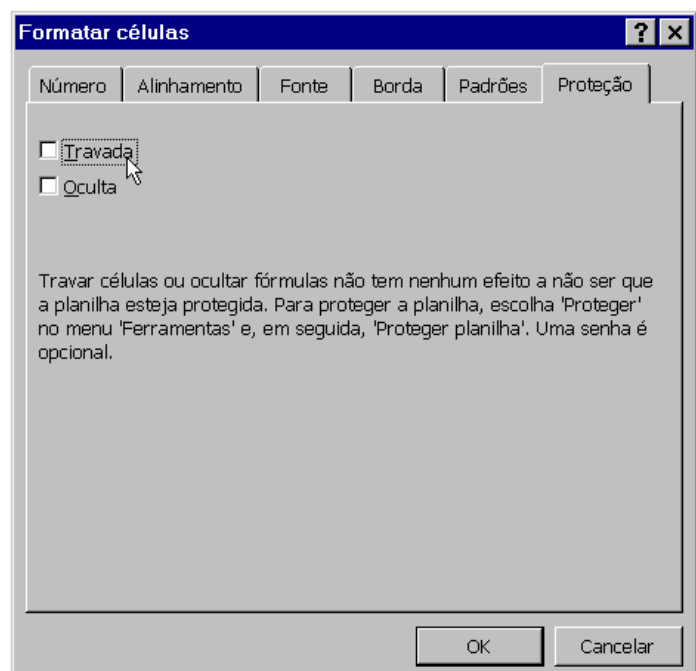 Formatar células
Número Alinhamento Fonte Borda Padrões Proteção
Travada
Oculta
Travar células ou ocultar fórmulas não tem nenhum efeito a não ser que
a planilha esteja protegida. Para proteger a planilha, escolha 'Proteger'
no menu 'Ferramentas' e, em seguida, 'Proteger planilha'. Uma senha é
opcional.
OK Cancelar